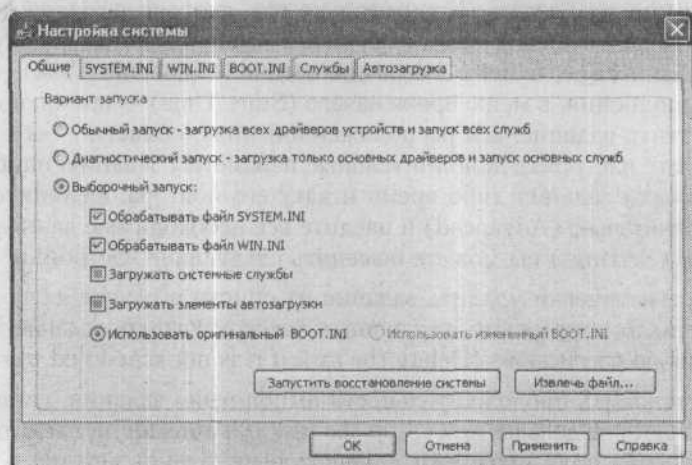 Настройка системы
Общие SYSTEM.INI WIN.INI BOOT.INI Службы Автозагрузка
Вариант запуска
Обычный запуск - загрузка всех драйверов устройств и запуск всех служб
Диагностический запуск - загрузка только основных драйверов и запуск основных служб
Выборочный запуск:
Обрабатывать файл SYSTEM.INI
Обрабатывать файл WIN.INI
Загружать системные службы
Загружать элементы автозагрузки
Использовать оригинальный BOOT.INI Использовать измененный BOOT.INI
Запустить восстановление системы Извлечь файл...
OK Отмена Применить Справка